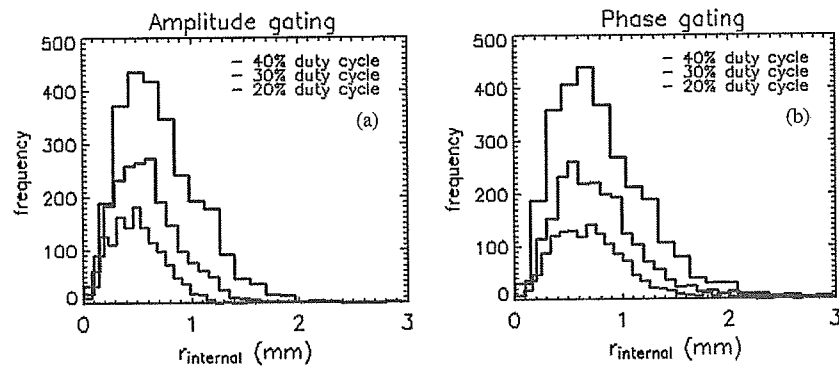 Amplitude gating
500
400
300
200
100
0
frequency
— 40% duty cycle
— 30% duty cycle
— 20% duty cycle
(a)
0
1
2
3
r internal (mm)
Phase gating
500
400
300
200
100
0
frequency
— 40% duty cycle
— 30% duty cycle
— 20% duty cycle
(b)
0
1
2
3
r internal (mm)